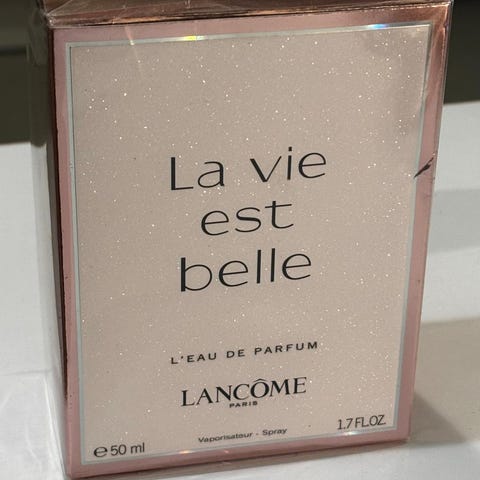 La vie
est
belle
L'EAU DE PARFUM
LANCÔME
PARIS
Vaporisateur - Spray
℮50 ml
1.7 FL.OZ